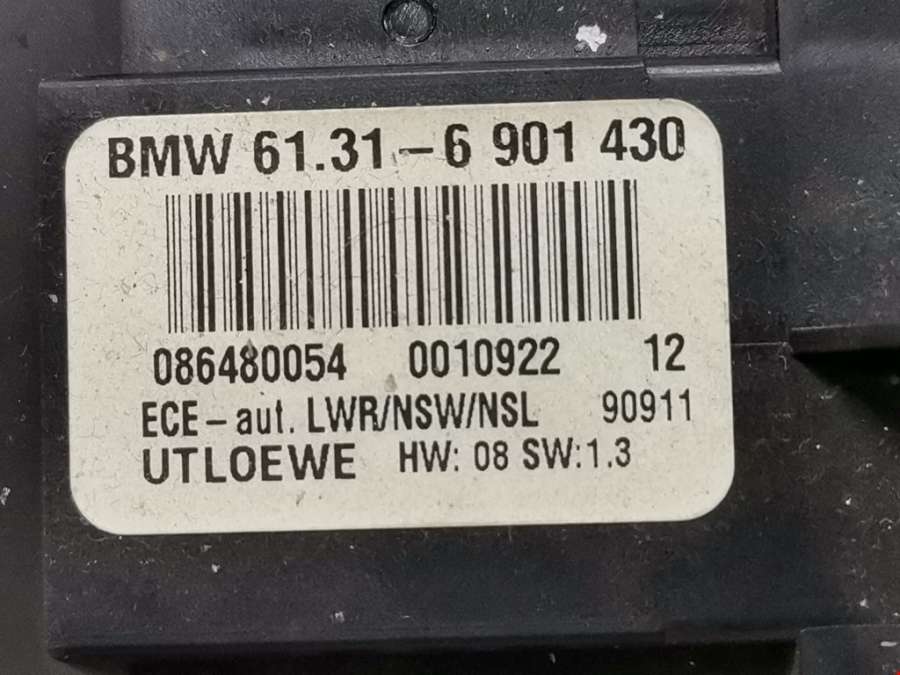 BMW 61.31-6 901 430
086480054 0010922 12
ECE-aut. LWR/NSW/NSL 90911
UTLOEWE HW: 08 SW:1.3